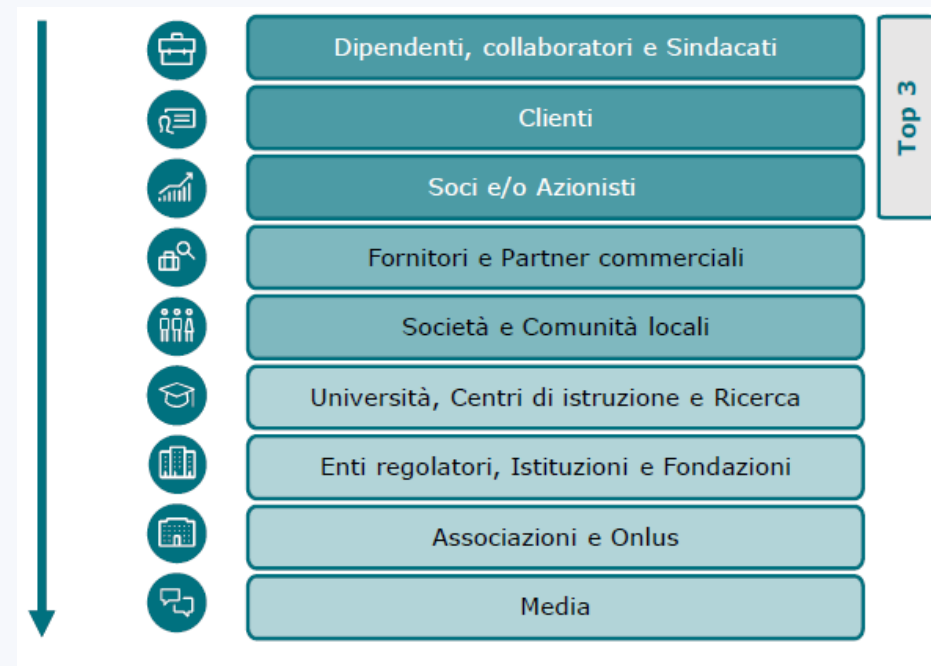 Dipendenti, collaboratori e Sindacati
Clienti
Soci e/o Azionisti
Top 3
Fornitori e Partner commerciali
Società e Comunità locali
Università, Centri di istruzione e Ricerca
Enti regolatori, Istituzioni e Fondazioni
Associazioni e Onlus
Media